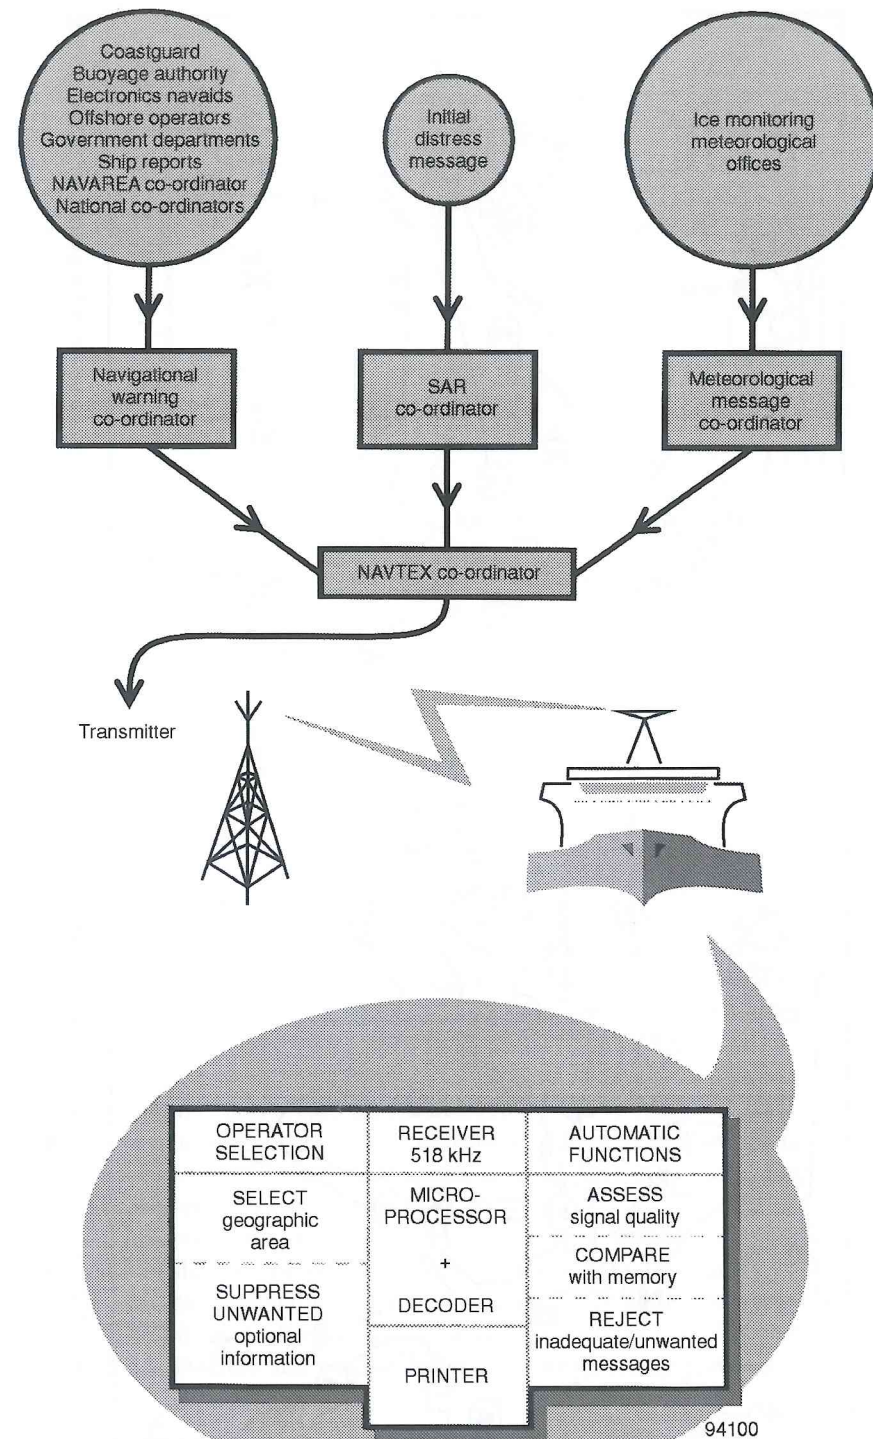 Coastguard
Buoyage authority
Electronics navaids
Offshore operators
Government departments
Ship reports
NAVAREA co-ordinator
National co-ordinators
Initial
distress
message
Ice monitoring
meteorological
offices
Navigational
warning
co-ordinator
SAR
co-ordinator
Meteorological
message
co-ordinator
NAVTEX co-ordinator
Transmitter
OPERATOR
SELECTION
SELECT
geographic
area
SUPPRESS
UNWANTED
optional
information
RECEIVER
518 kHz
MICRO-
PROCESSOR
+
DECODER
PRINTER
AUTOMATIC
FUNCTIONS
ASSESS
signal quality
COMPARE
with memory
REJECT
inadequate/unwanted
messages
94100